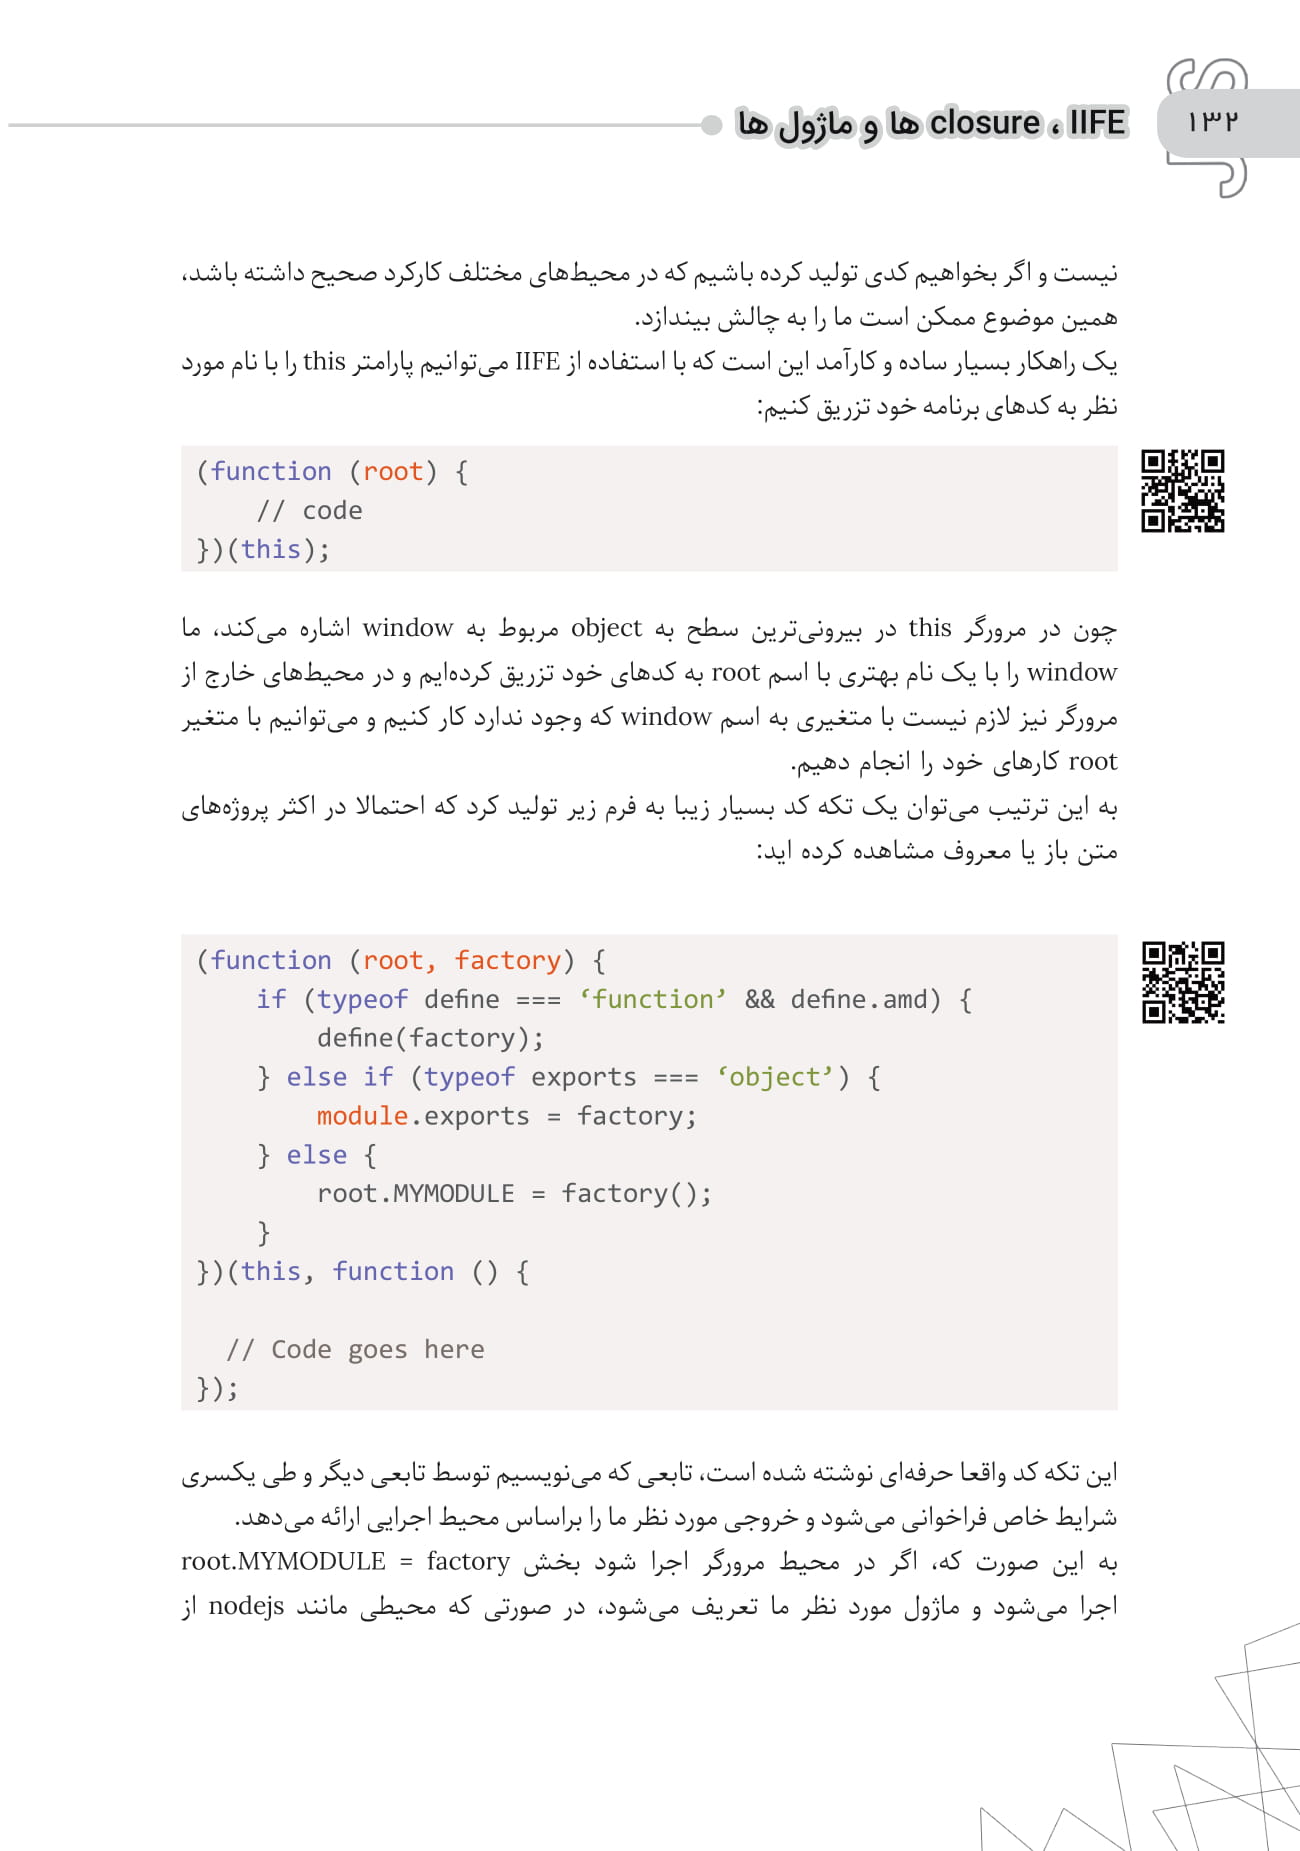 ۱۳۲
IIFE ، closure ها و ماژول ها
نیست و اگر بخواهیم کدی تولید کرده باشیم که در محیط‌های مختلف کارکرد صحیح داشته باشد،
همین موضوع ممکن است ما را به چالش بیندازد.
یک راهکار بسیار ساده و کارآمد این است که با استفاده از IIFE می‌توانیم پارامتر this را با نام مورد
نظر به کدهای برنامه خود تزریق کنیم:
(function (root) {
    // code
})(this);
چون در مرورگر this در بیرونی‌ترین سطح به object مربوط به window اشاره می‌کند، ما
window را با یک نام بهتری با اسم root به کدهای خود تزریق کرده‌ایم و در محیط‌های خارج از
مرورگر نیز لازم نیست با متغیری به اسم window که وجود ندارد کار کنیم و می‌توانیم با متغیر
root کارهای خود را انجام دهیم.
به این ترتیب می‌توان یک تکه کد بسیار زیبا به فرم زیر تولید کرد که احتمالا در اکثر پروژه‌های
متن باز یا معروف مشاهده کرده اید:
(function (root, factory) {
    if (typeof define === ‘function’ && define.amd) {
        define(factory);
    } else if (typeof exports === ‘object’) {
        module.exports = factory;
    } else {
        root.MYMODULE = factory();
    }
})(this, function () {
  // Code goes here
});
این تکه کد واقعا حرفه‌ای نوشته شده است، تابعی که می‌نویسیم توسط تابعی دیگر و طی یکسری
شرایط خاص فراخوانی می‌شود و خروجی مورد نظر ما را براساس محیط اجرایی ارائه می‌دهد.
به این صورت که، اگر در محیط مرورگر اجرا شود بخش root.MYMODULE = factory
اجرا می‌شود و ماژول مورد نظر ما تعریف می‌شود، در صورتی که محیطی مانند nodejs از